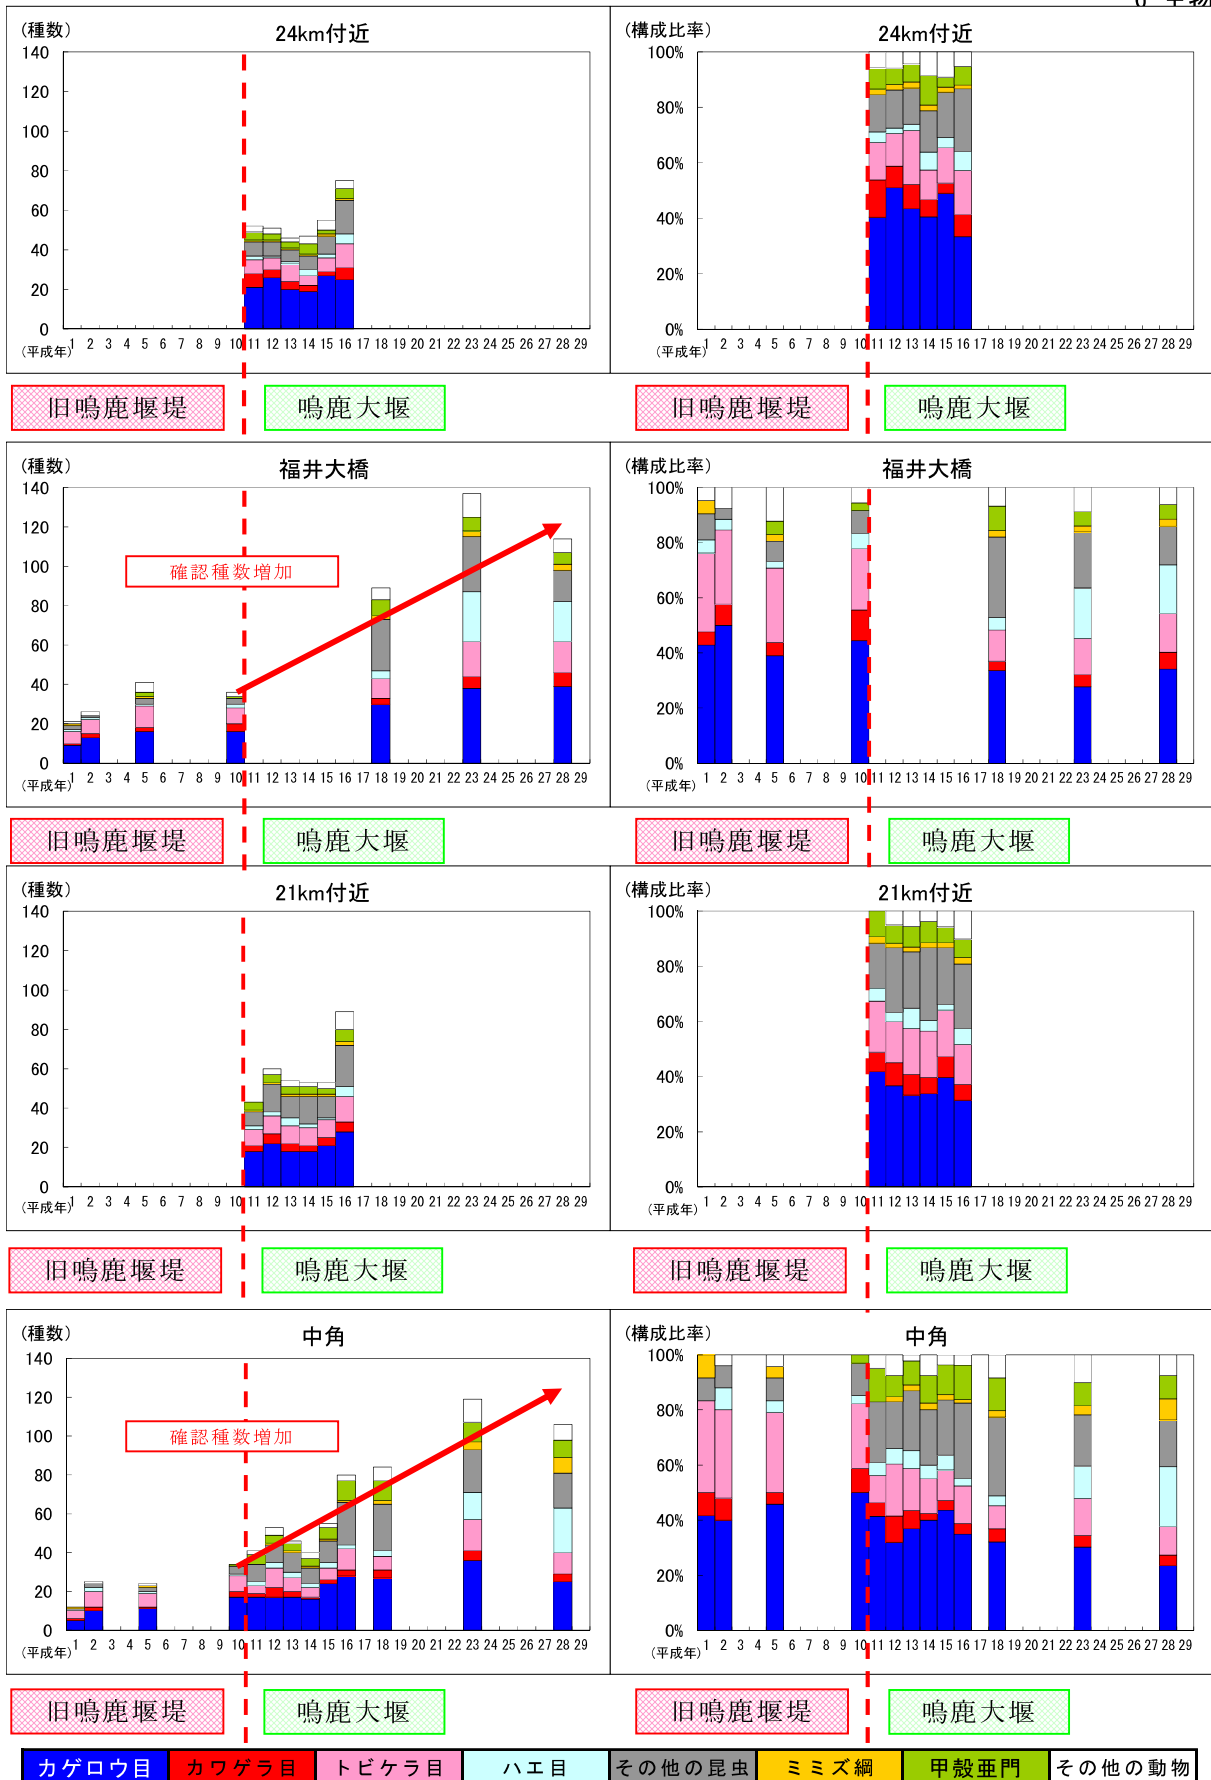 6 生物
(種数) 24km付近
140
120
100
80
60
40
20
0
1 2 3 4 5 6 7 8 9 10 11 12 13 14 15 16 17 18 19 20 21 22 23 24 25 26 27 28 29
(平成年)
(構成比率) 24km付近
100%
80%
60%
40%
20%
0%
1 2 3 4 5 6 7 8 9 10 11 12 13 14 15 16 17 18 19 20 21 22 23 24 25 26 27 28 29
(平成年)
旧鳴鹿堰堤 鳴鹿大堰 旧鳴鹿堰堤 鳴鹿大堰
(種数) 福井大橋
140
120
100
80
60
40
20
0
確認種数増加
1 2 3 4 5 6 7 8 9 10 11 12 13 14 15 16 17 18 19 20 21 22 23 24 25 26 27 28 29
(平成年)
(構成比率) 福井大橋
100%
80%
60%
40%
20%
0%
1 2 3 4 5 6 7 8 9 10 11 12 13 14 15 16 17 18 19 20 21 22 23 24 25 26 27 28 29
(平成年)
旧鳴鹿堰堤 鳴鹿大堰 旧鳴鹿堰堤 鳴鹿大堰
(種数) 21km付近
140
120
100
80
60
40
20
0
1 2 3 4 5 6 7 8 9 10 11 12 13 14 15 16 17 18 19 20 21 22 23 24 25 26 27 28 29
(平成年)
(構成比率) 21km付近
100%
80%
60%
40%
20%
0%
1 2 3 4 5 6 7 8 9 10 11 12 13 14 15 16 17 18 19 20 21 22 23 24 25 26 27 28 29
(平成年)
旧鳴鹿堰堤 鳴鹿大堰 旧鳴鹿堰堤 鳴鹿大堰
(種数) 中角
140
120
100
80
60
40
20
0
確認種数増加
1 2 3 4 5 6 7 8 9 10 11 12 13 14 15 16 17 18 19 20 21 22 23 24 25 26 27 28 29
(平成年)
(構成比率) 中角
100%
80%
60%
40%
20%
0%
1 2 3 4 5 6 7 8 9 10 11 12 13 14 15 16 17 18 19 20 21 22 23 24 25 26 27 28 29
(平成年)
旧鳴鹿堰堤 鳴鹿大堰 旧鳴鹿堰堤 鳴鹿大堰
カゲロウ目 カワゲラ目 トビケラ目 ハエ目 その他の昆虫 ミミズ綱 甲殻亜門 その他の動物